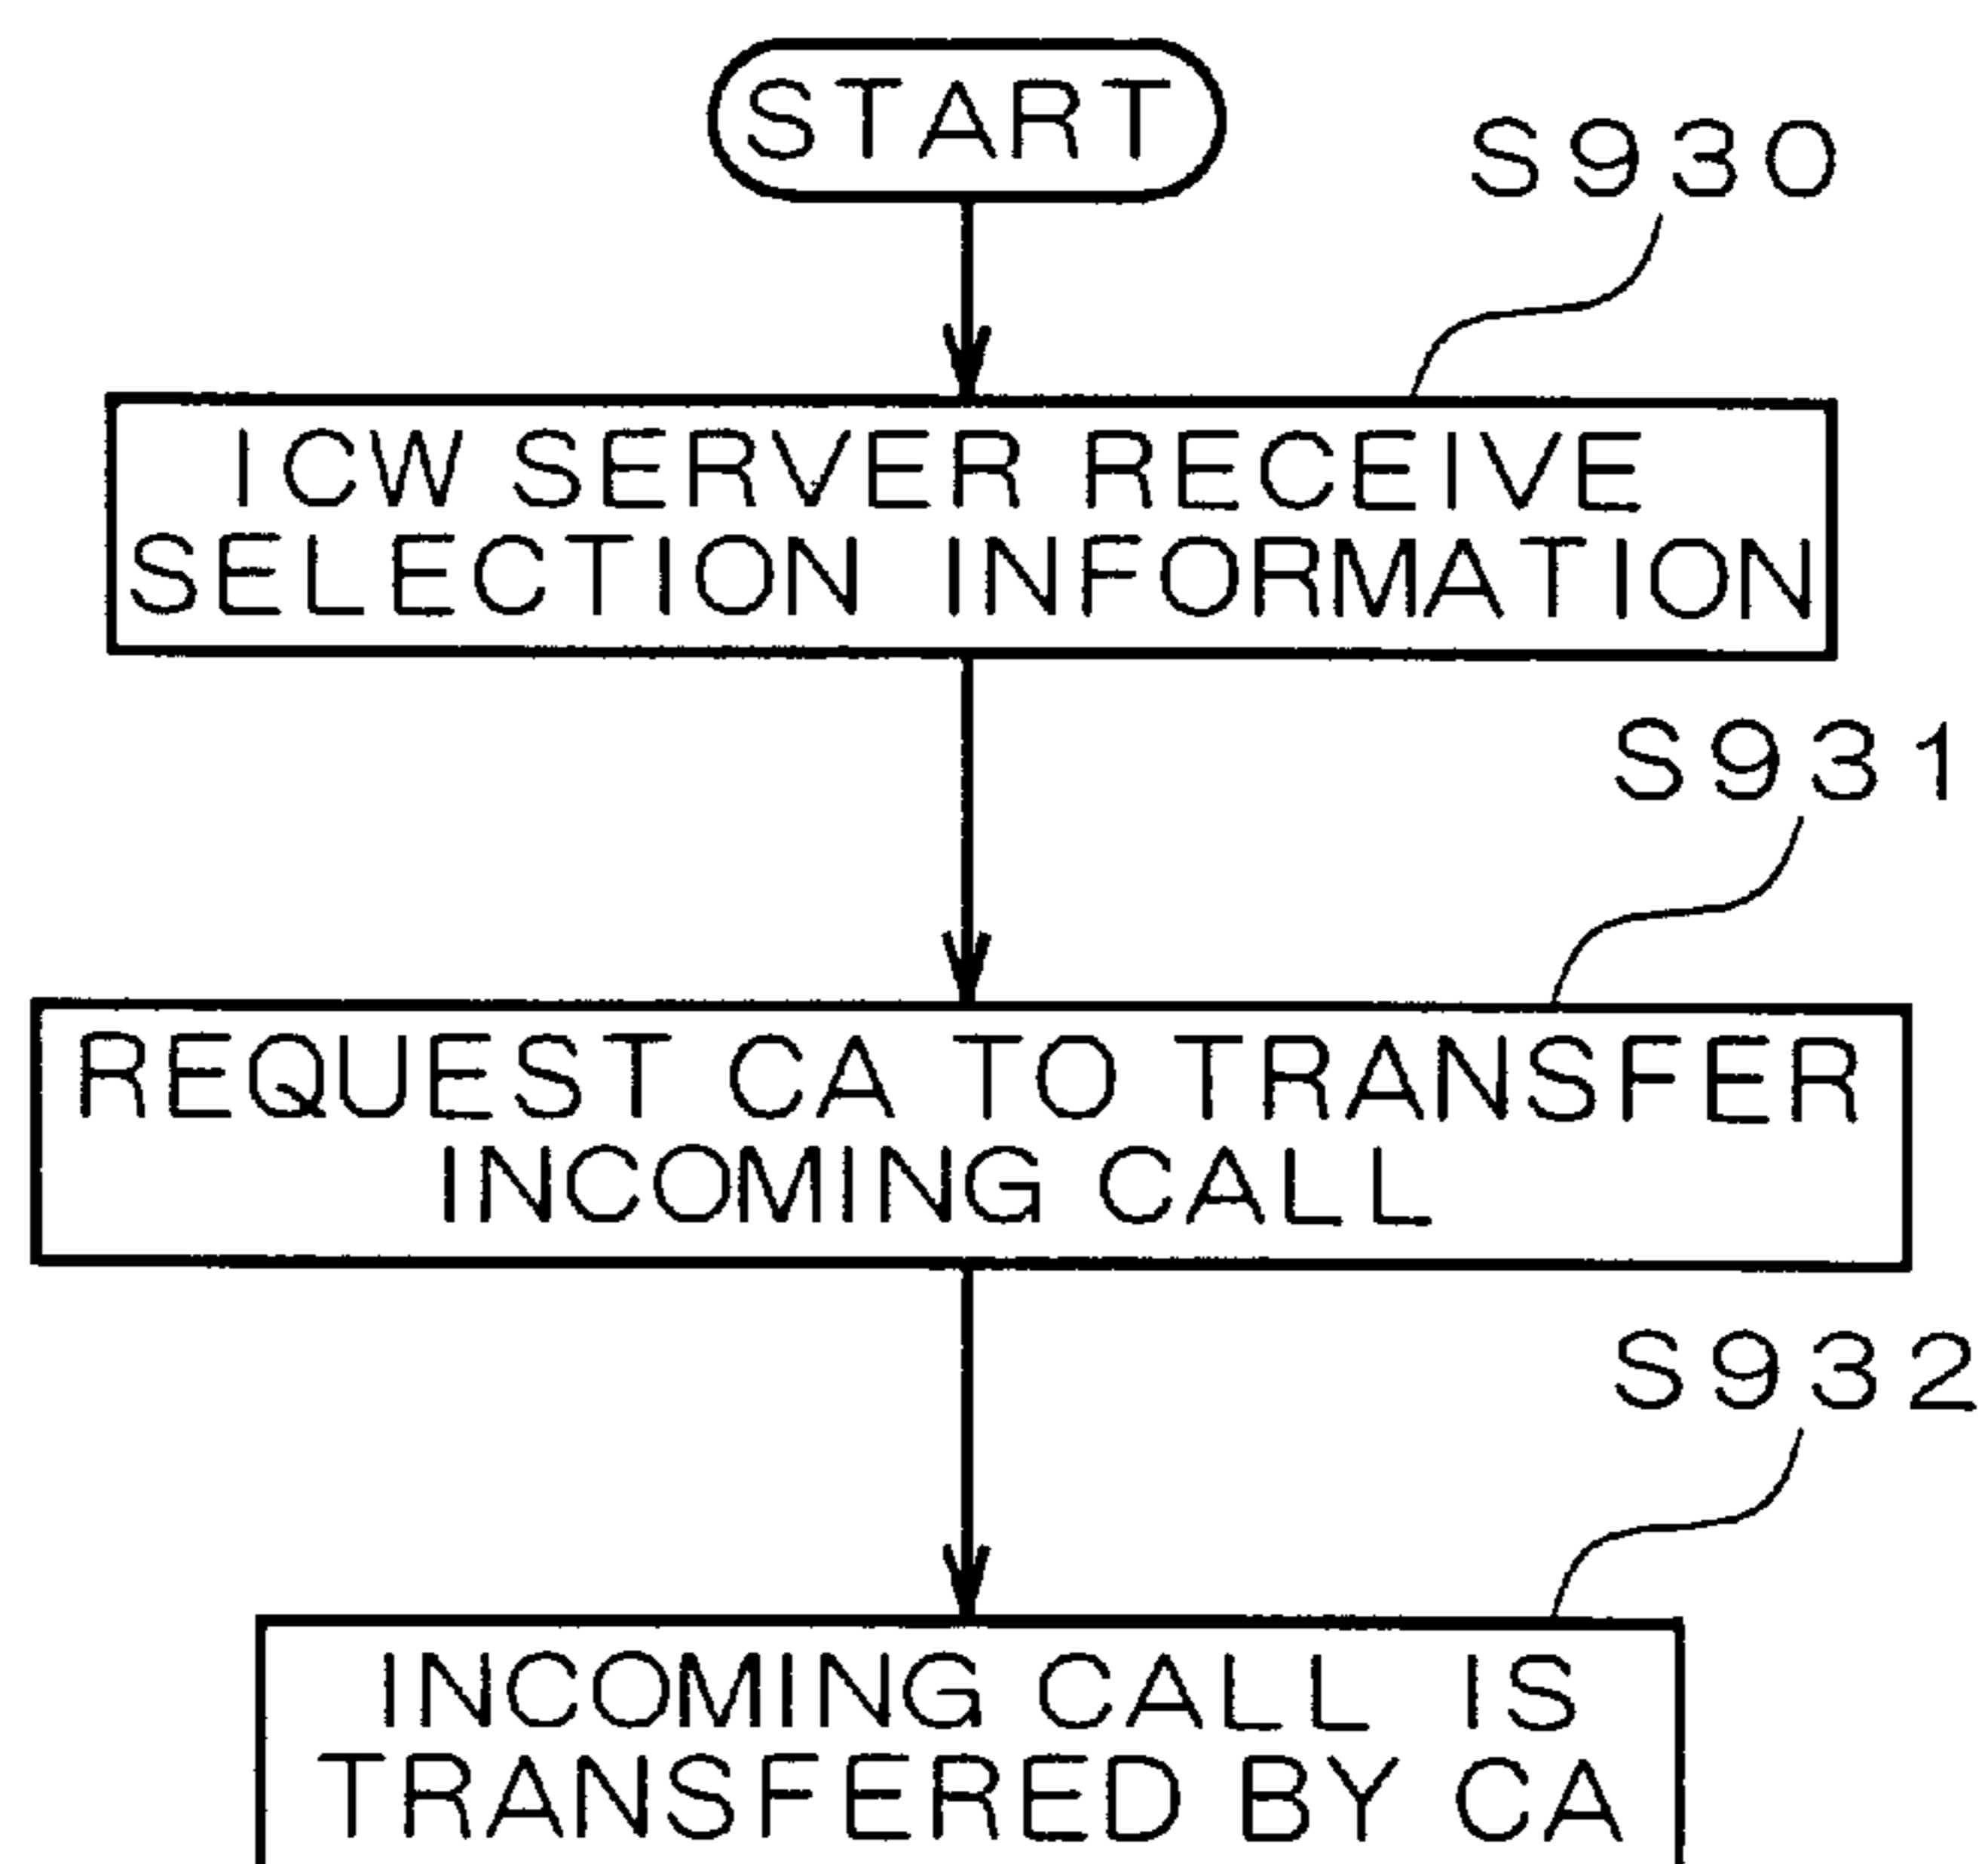 START
S930
ICW SERVER RECEIVE
SELECTION INFORMATION
S931
REQUEST CA TO TRANSFER
INCOMING CALL
S932
INCOMING CALL IS
TRANSFERED BY CA